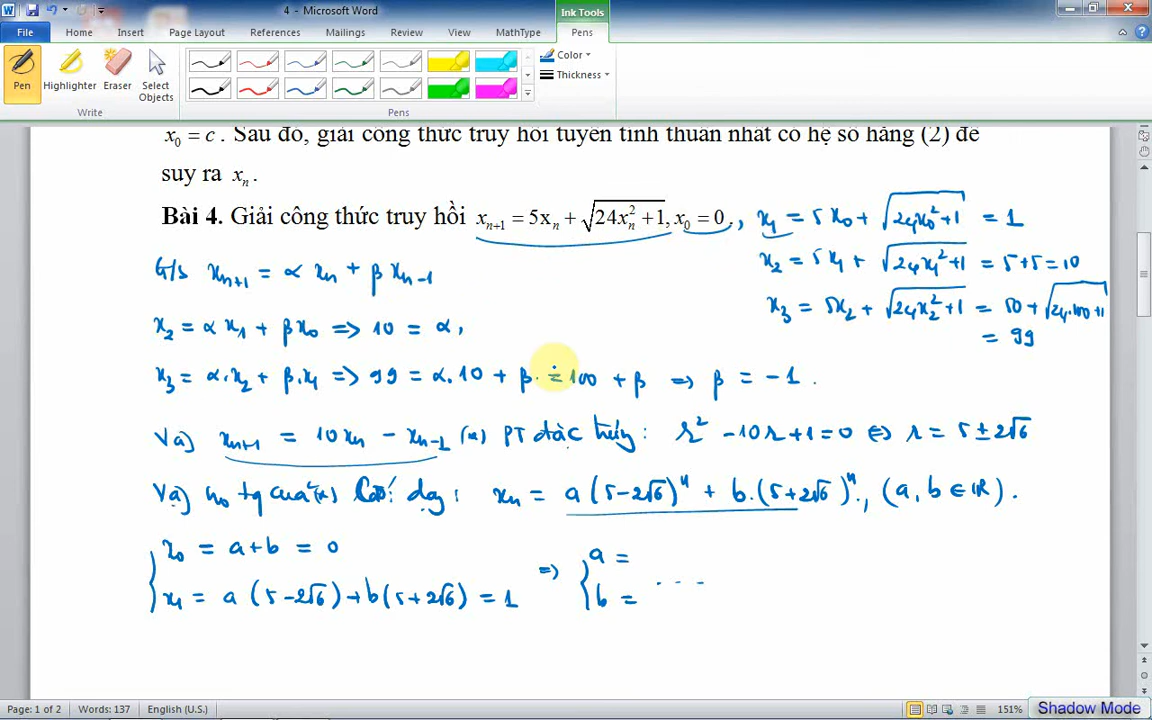 4 - Microsoft Word
Ink Tools
File Home Insert Page Layout References Mailings Review View MathType Pens
Pen Highlighter Eraser Select Objects
Color
Thickness
Write Pens
x₀ = c . Sau đó, giải công thức truy hồi tuyến tính thuần nhất có hệ số hằng (2) để
suy ra xₙ .
Bài 4. Giải công thức truy hồi xₙ₊₁ = 5xₙ + √(24xₙ² + 1), x₀ = 0. , x₁ = 5x₀ + √(24x₀² + 1) = 1
x₂ = 5x₁ + √(24x₁² + 1) = 5 + 5 = 10
G/s xₙ₊₁ = α xₙ + β xₙ₋₁
x₃ = 5x₂ + √(24x₂² + 1) = 50 + √(24.100 + 1)
= 99
x₂ = α x₁ + β x₀ => 10 = α,
x₃ = α.x₂ + β.x₁ => 99 = α.10 + β. = 100 + β => β = -1 .
Vậy xₙ₊₁ = 10xₙ - xₙ₋₁ (*) PT đặc trưng : r² - 10r + 1 = 0 ⇔ r = 5 ± 2√6
Vậy no tq của (*) có dạng : xₙ = a(5 - 2√6)ⁿ + b.(5 + 2√6)ⁿ., (a, b ∈ ℝ) .
{ x₀ = a + b = 0
x₁ = a(5 - 2√6) + b(5 + 2√6) = 1 => { a =
b = . . .
Page: 1 of 2 Words: 137 English (U.S.) 151% Shadow Mode